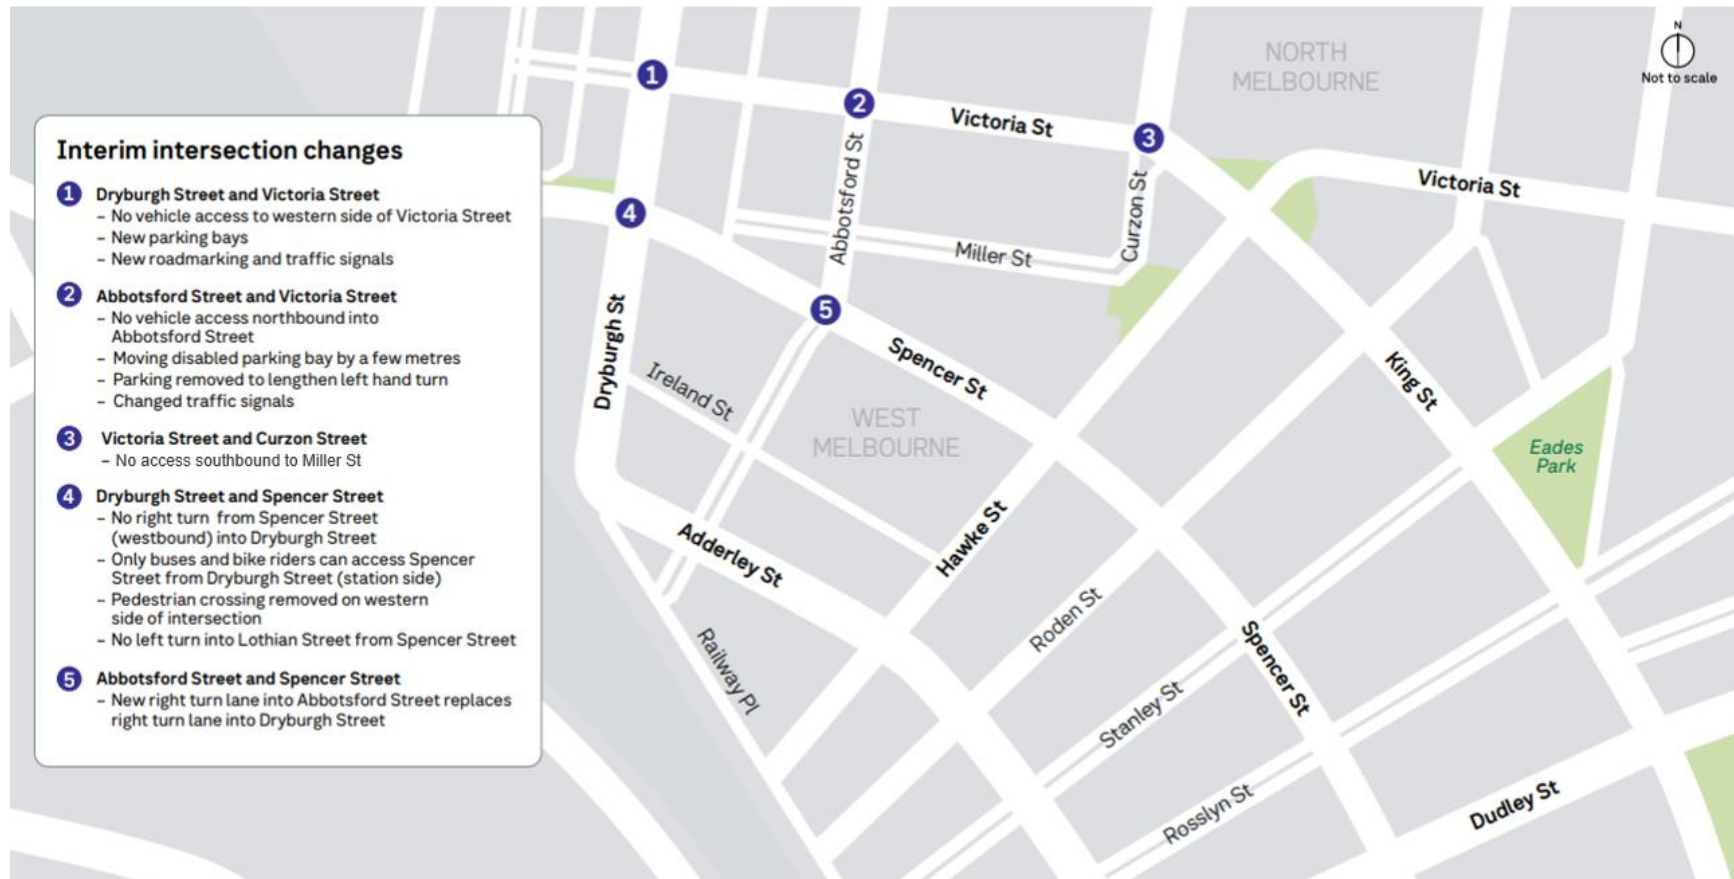 Interim intersection changes
1 Dryburgh Street and Victoria Street
– No vehicle access to western side of Victoria Street
– New parking bays
– New roadmarking and traffic signals
2 Abbotsford Street and Victoria Street
– No vehicle access northbound into
Abbotsford Street
– Moving disabled parking bay by a few metres
– Parking removed to lengthen left hand turn
– Changed traffic signals
3 Victoria Street and Curzon Street
– No access southbound to Miller St
4 Dryburgh Street and Spencer Street
– No right turn from Spencer Street
(westbound) into Dryburgh Street
– Only buses and bike riders can access Spencer
Street from Dryburgh Street (station side)
– Pedestrian crossing removed on western
side of intersection
– No left turn into Lothian Street from Spencer Street
5 Abbotsford Street and Spencer Street
– New right turn lane into Abbotsford Street replaces
right turn lane into Dryburgh Street
1
2
3
4
5
Victoria St
NORTH
MELBOURNE
N
Not to scale
Victoria St
Abbotsford St
Curzon St
Miller St
Dryburgh St
Ireland St
Spencer St
WEST
MELBOURNE
King St
Eades
Park
Adderley St
Hawke St
Roden St
Railway Pl
Stanley St
Spencer St
Rosslyn St
Dudley St